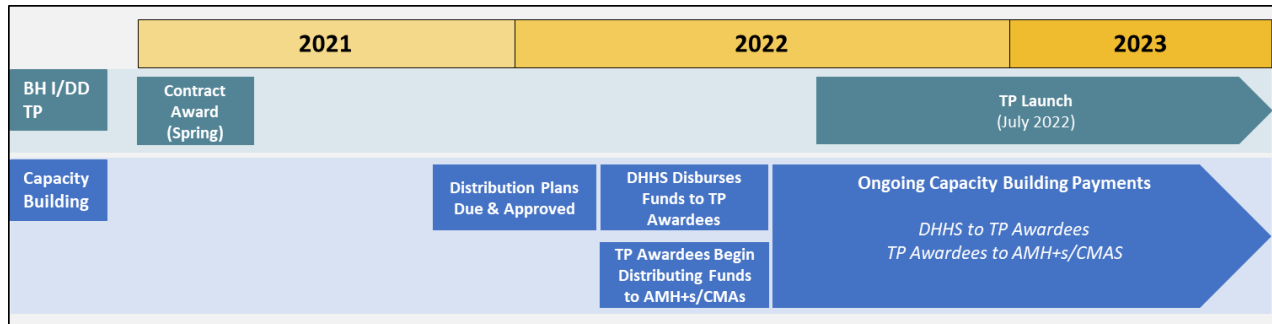 2021
2022
2023
BH I/DD
TP
Contract
Award
(Spring)
TP Launch
(July 2022)
Capacity
Building
Distribution Plans
Due & Approved
DHHS Disburses
Funds to TP
Awardees
TP Awardees Begin
Distributing Funds
to AMH+s/CMAs
Ongoing Capacity Building Payments
DHHS to TP Awardees
TP Awardees to AMH+s/CMAS